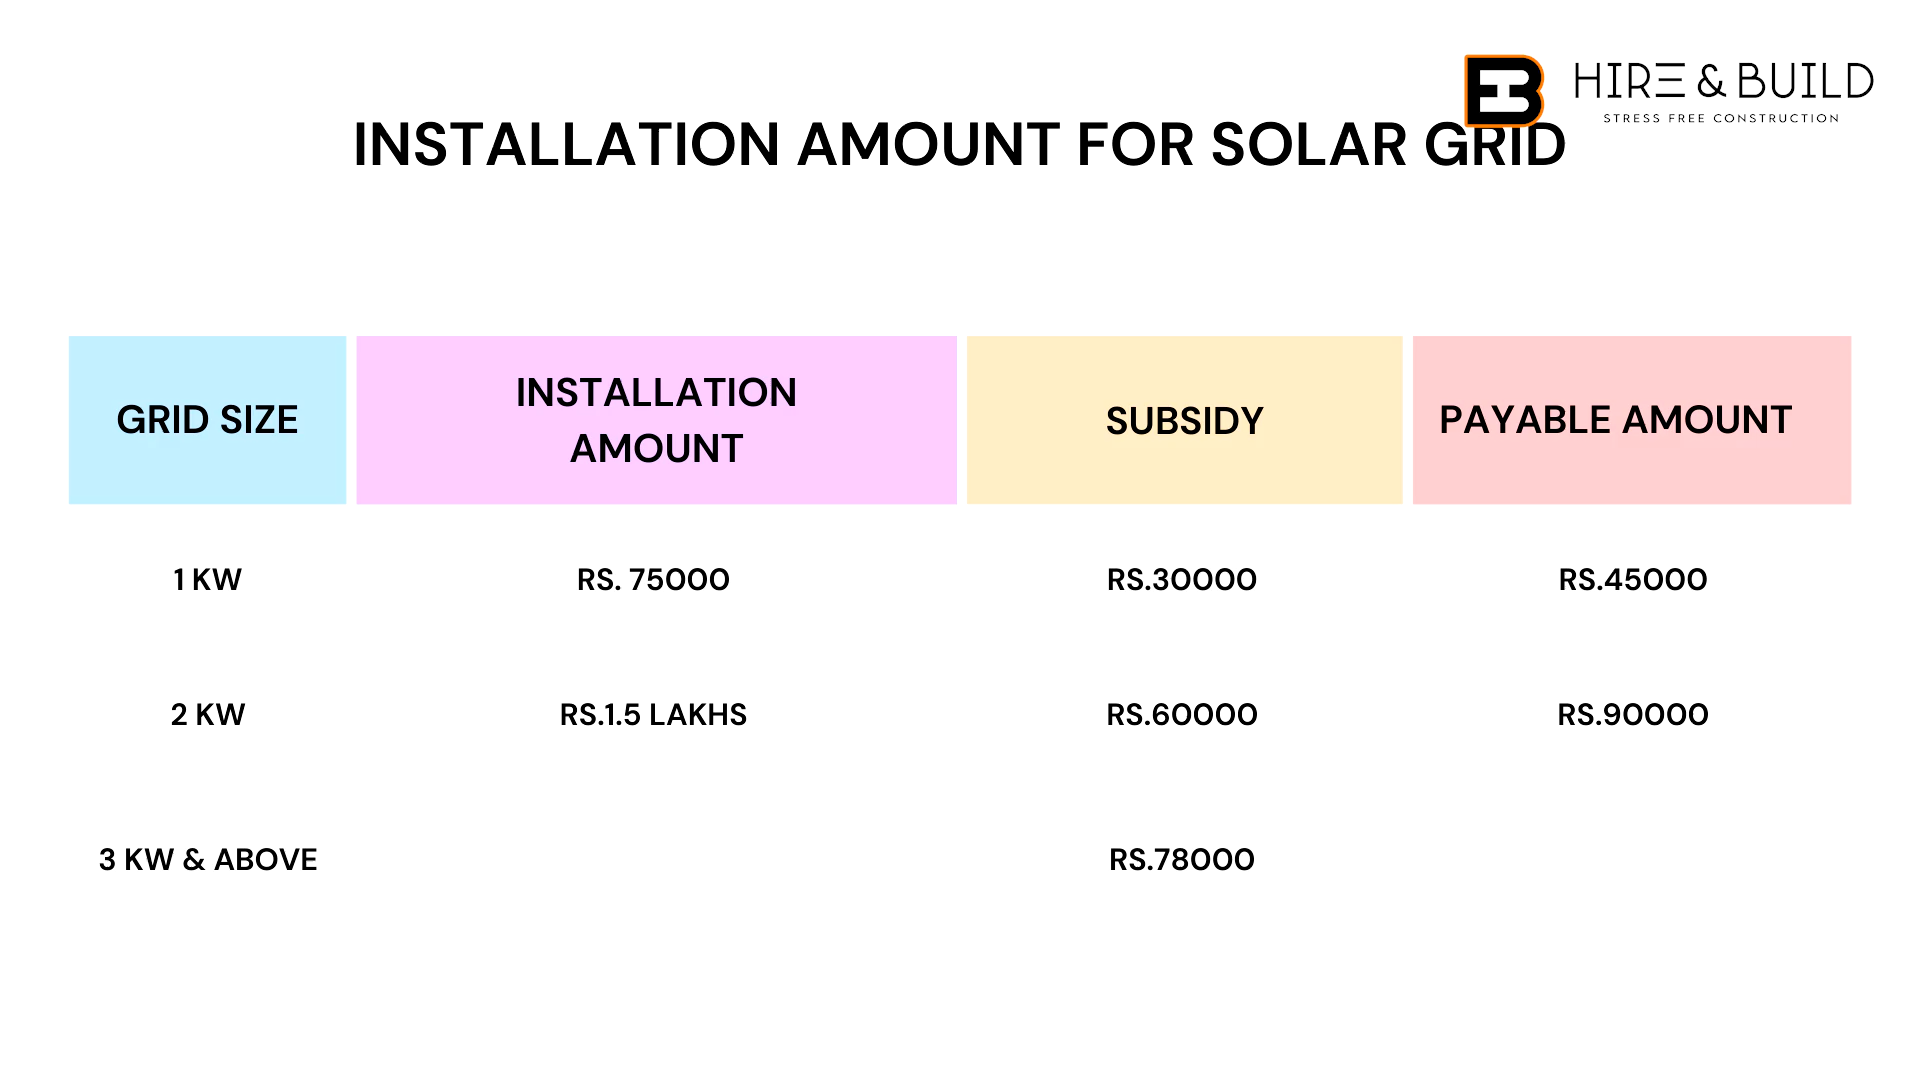 HIRE & BUILD
STRESS FREE CONSTRUCTION
INSTALLATION AMOUNT FOR SOLAR GRID
GRID SIZE
INSTALLATION
AMOUNT
SUBSIDY
PAYABLE AMOUNT
1 KW
RS. 75000
RS.30000
RS.45000
2 KW
RS.1.5 LAKHS
RS.60000
RS.90000
3 KW & ABOVE
RS.78000